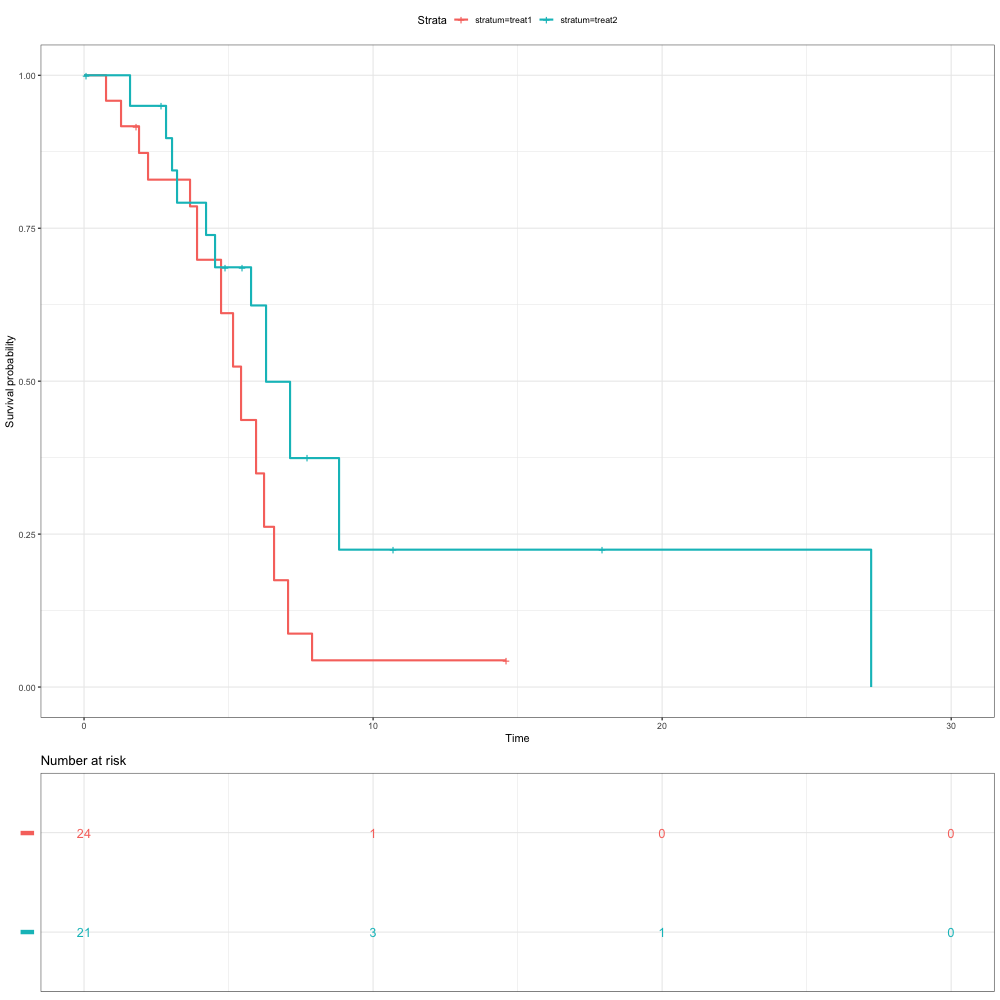 Strata stratum=treat1 stratum=treat2
1.00
0.75
0.50
0.25
0.00
Survival probability
0 10 20 30
Time
Number at risk
24 1 0 0
21 3 1 0